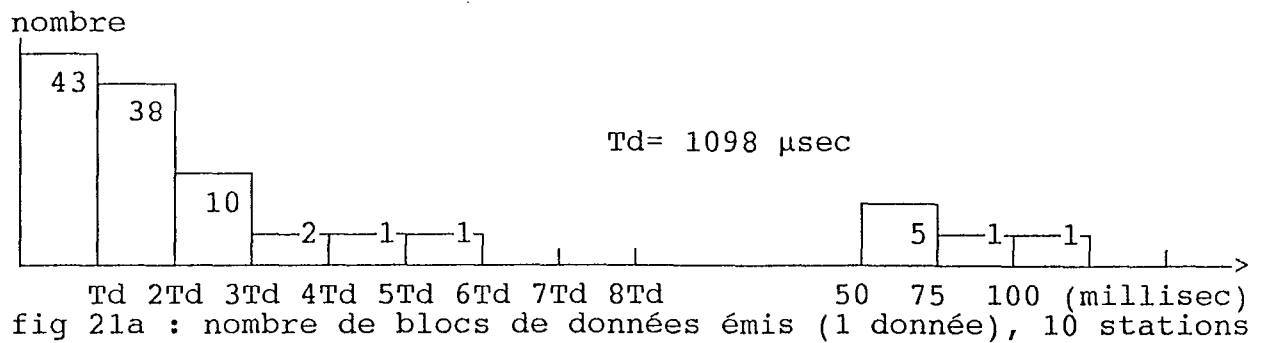 nombre
43
38
Td= 1098 µsec
10
2 1 1 5 1 1
Td 2Td 3Td 4Td 5Td 6Td 7Td 8Td 50 75 100 (millisec)
fig 21a : nombre de blocs de données émis (1 donnée), 10 stations